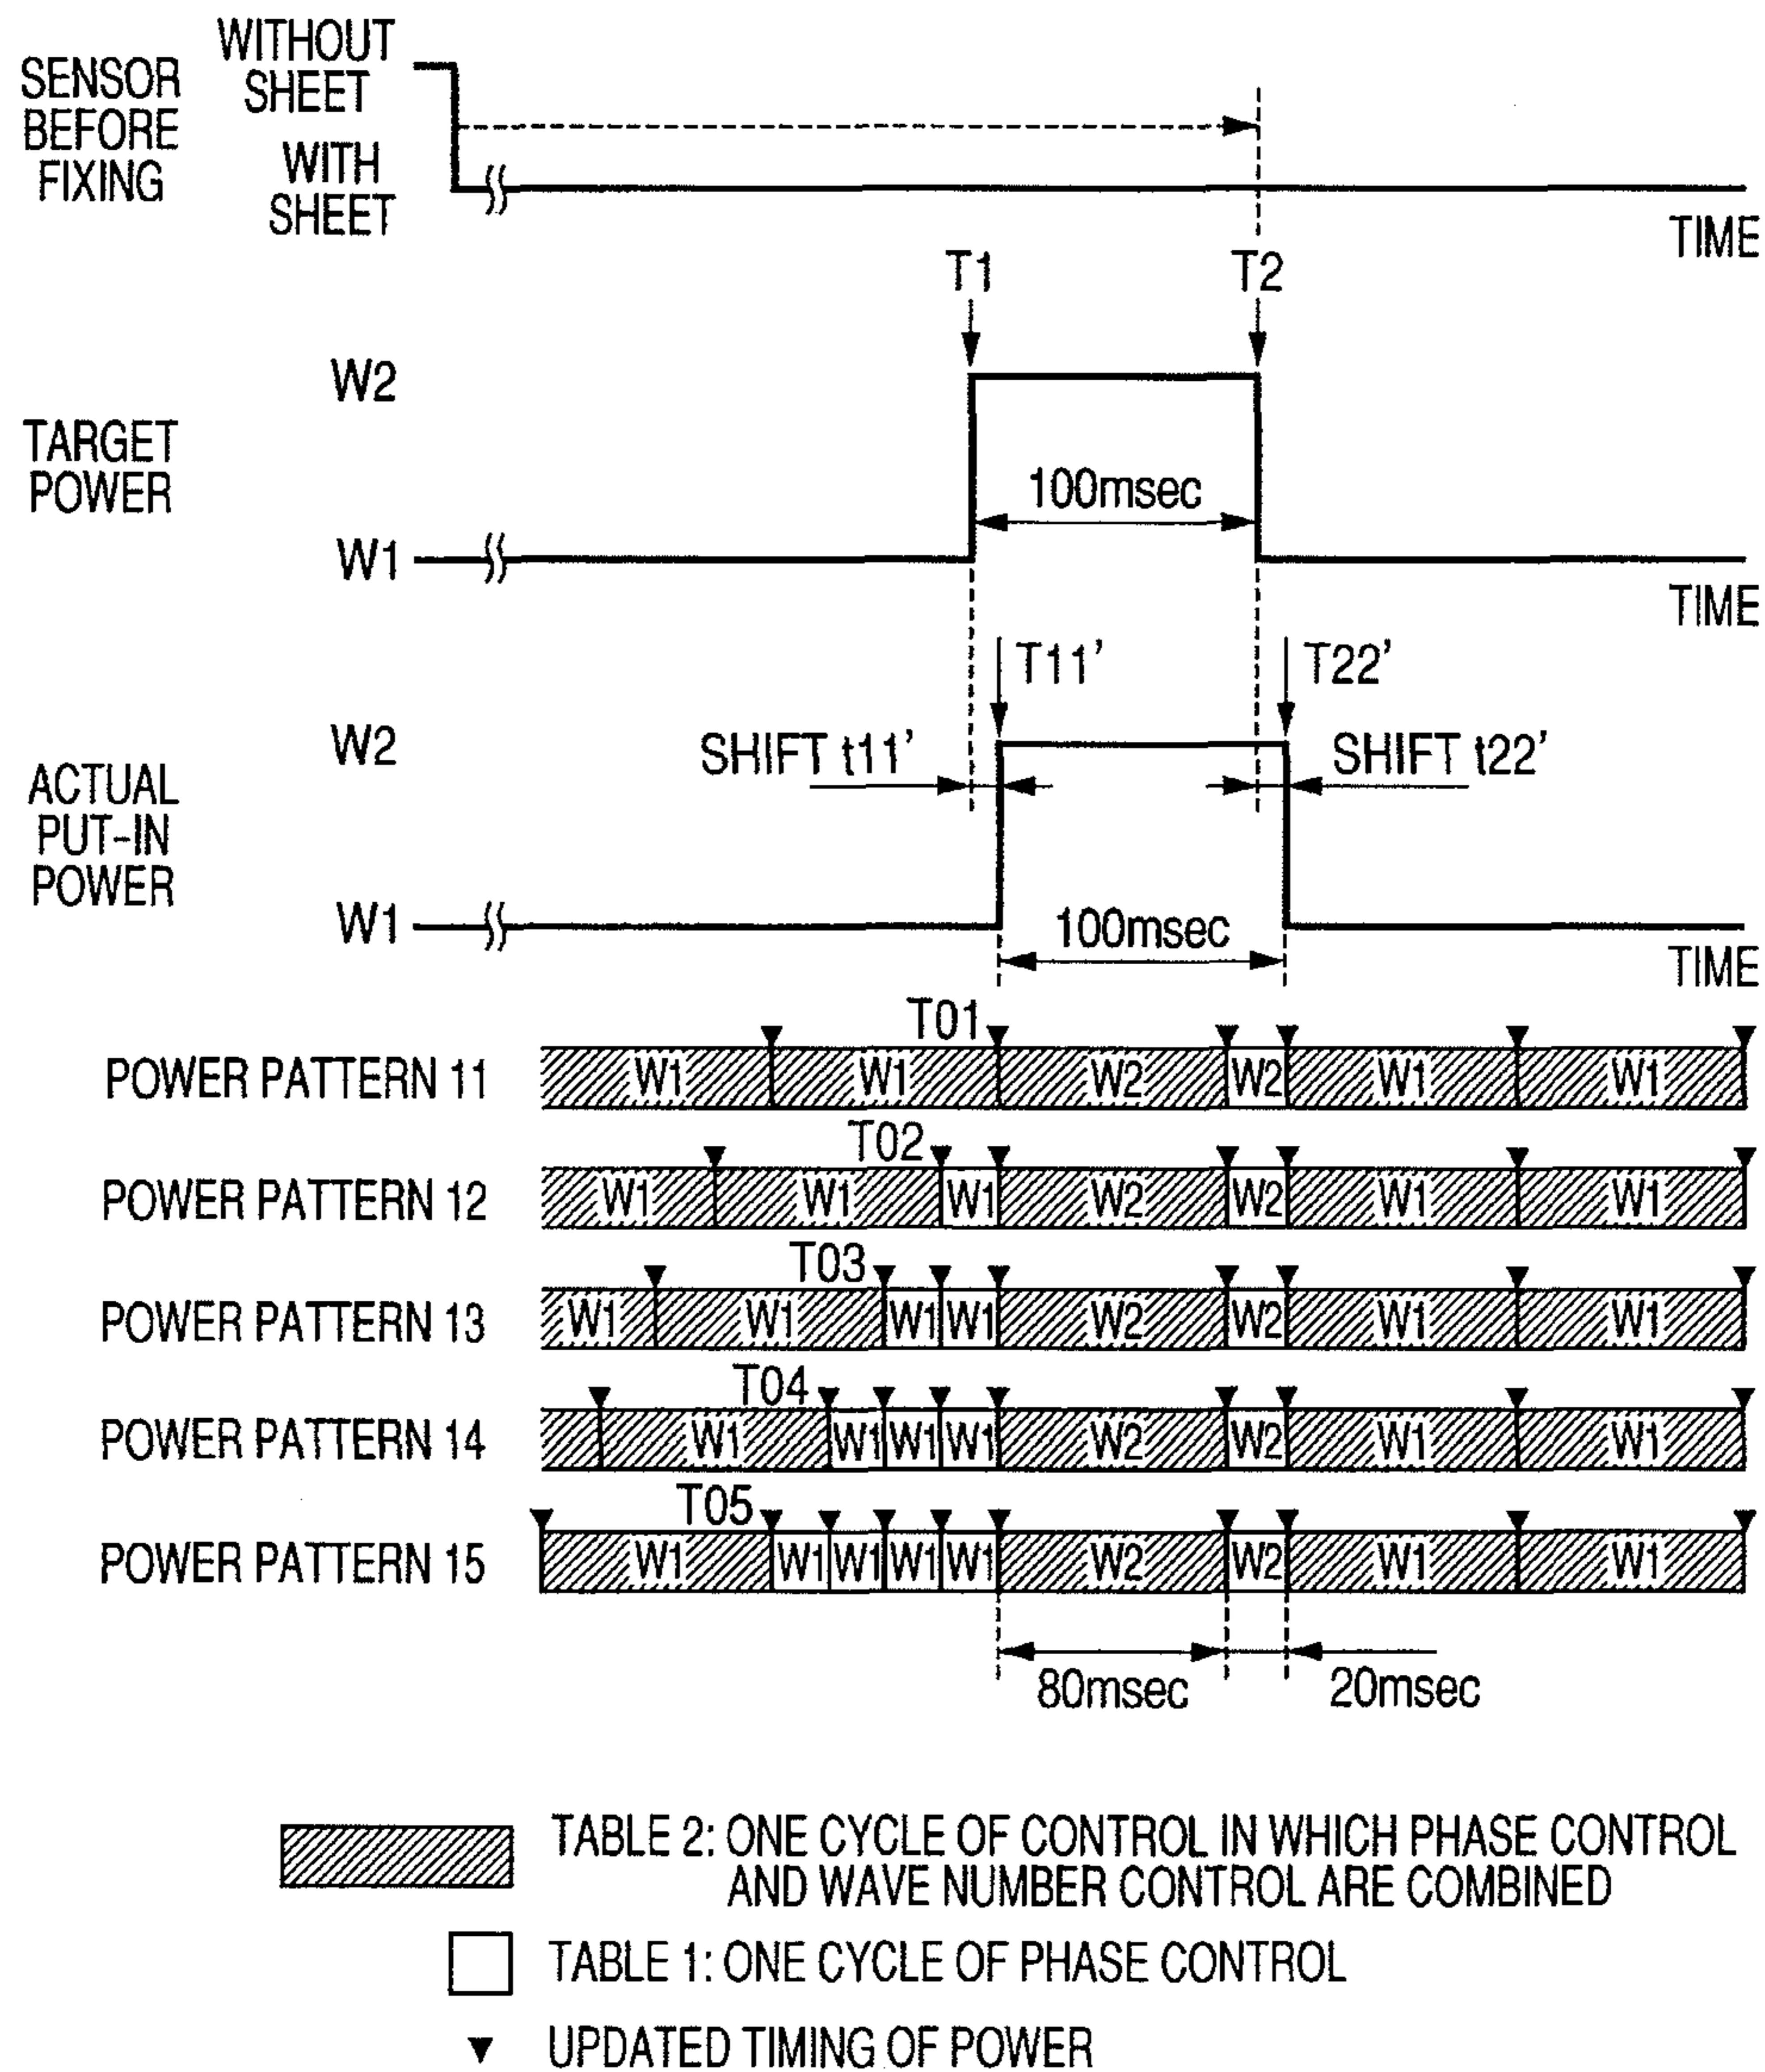 SENSOR
BEFORE
FIXING
WITHOUT
SHEET
WITH
SHEET
TIME
T1
T2
TARGET
POWER
W2
100msec
W1
TIME
T11'
T22'
ACTUAL
PUT-IN
POWER
W2
SHIFT t11'
SHIFT t22'
W1
100msec
TIME
T01
POWER PATTERN 11
W1 W1 W2 W2 W1 W1
T02
POWER PATTERN 12
W1 W1 W1 W2 W2 W1 W1
T03
POWER PATTERN 13
W1 W1 W1 W1 W2 W2 W1 W1
T04
POWER PATTERN 14
W1 W1 W1 W1 W2 W2 W1 W1
T05
POWER PATTERN 15
W1 W1 W1 W1 W1 W2 W2 W1 W1
80msec
20msec
TABLE 2: ONE CYCLE OF CONTROL IN WHICH PHASE CONTROL
AND WAVE NUMBER CONTROL ARE COMBINED
TABLE 1: ONE CYCLE OF PHASE CONTROL
UPDATED TIMING OF POWER